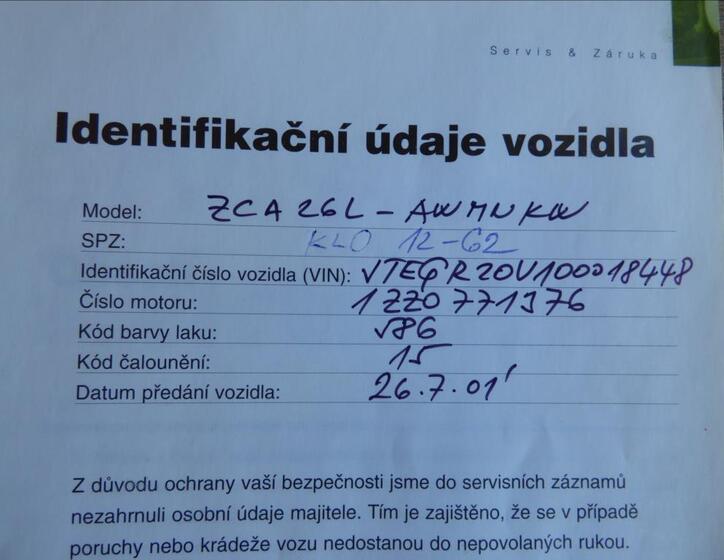 Servis & Záruka
Identifikační údaje vozidla
Model: ZCA26L-AWMNKW
SPZ: KLO 12-62
Identifikační číslo vozidla (VIN): VTEGR20V100018448
Číslo motoru: 1ZZ0771376
Kód barvy laku: √86
Kód čalounění: 15
Datum předání vozidla: 26.7.01'
Z důvodu ochrany vaší bezpečnosti jsme do servisních záznamů
nezahrnuli osobní údaje majitele. Tím je zajištěno, že se v případě
poruchy nebo krádeže vozu nedostanou do nepovolaných rukou.